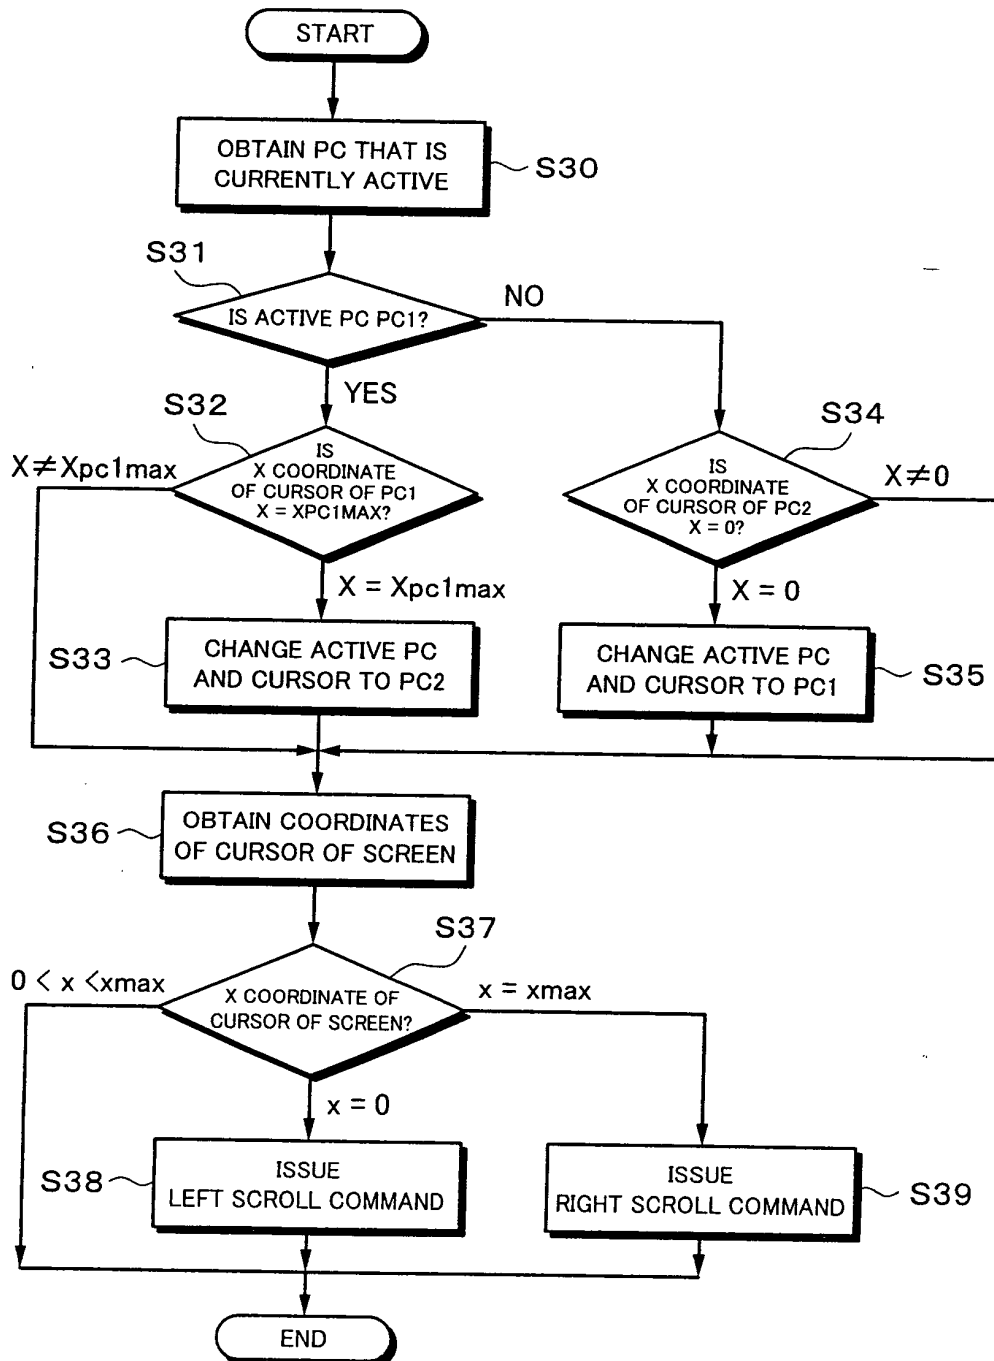 START
OBTAIN PC THAT IS
CURRENTLY ACTIVE
S30
S31
IS ACTIVE PC PC1?
NO
YES
S32
IS
X COORDINATE
OF CURSOR OF PC1
X = XPC1MAX?
X≠Xpc1max
X = Xpc1max
S34
IS
X COORDINATE
OF CURSOR OF PC2
X = 0?
X≠0
X = 0
S33
CHANGE ACTIVE PC
AND CURSOR TO PC2
CHANGE ACTIVE PC
AND CURSOR TO PC1
S35
S36
OBTAIN COORDINATES
OF CURSOR OF SCREEN
S37
X COORDINATE OF
CURSOR OF SCREEN?
0 < x <xmax
x = xmax
x = 0
S38
ISSUE
LEFT SCROLL COMMAND
ISSUE
RIGHT SCROLL COMMAND
S39
END